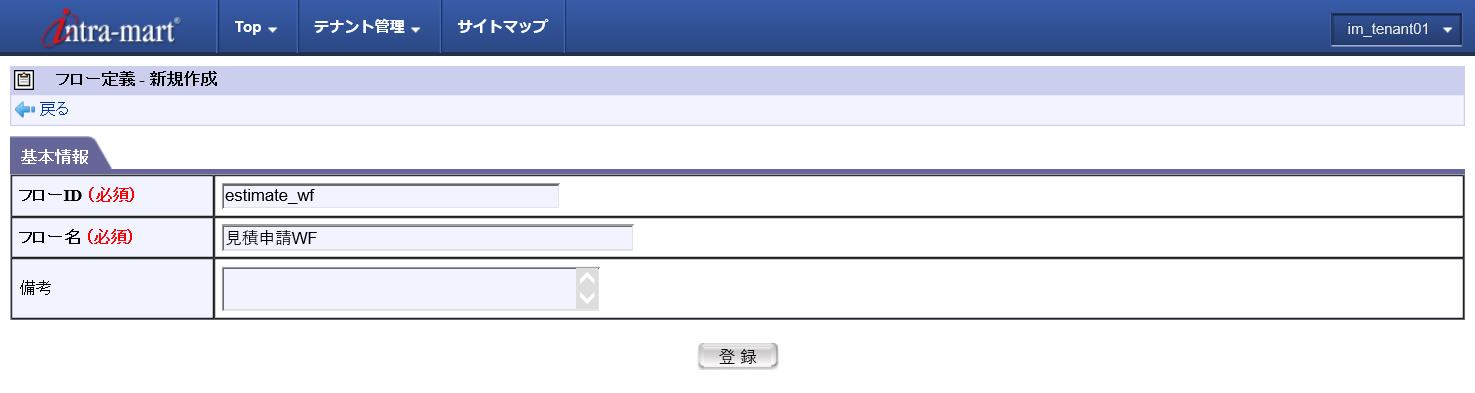 intra-mart®
Top
テナント管理
サイトマップ
im_tenant01
フロー定義 - 新規作成
戻る
基本情報
フローID (必須)
estimate_wf
フロー名 (必須)
見積申請WF
備考
登 録